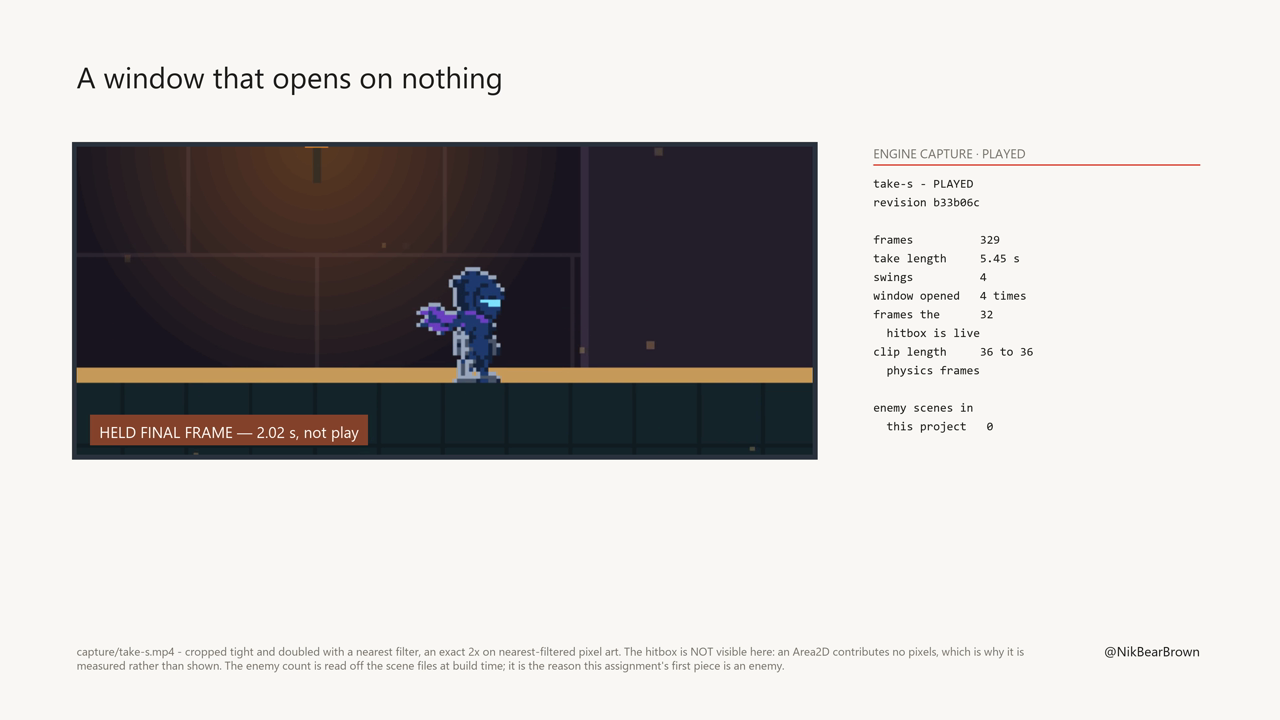 A window that opens on nothing
HELD FINAL FRAME — 2.02 s, not play
ENGINE CAPTURE · PLAYED
take-s - PLAYED
revision b33b06c
frames 329
take length 5.45 s
swings 4
window opened 4 times
frames the 32
hitbox is live
clip length 36 to 36
physics frames
enemy scenes in
this project 0
capture/take-s.mp4 - cropped tight and doubled with a nearest filter, an exact 2x on nearest-filtered pixel art. The hitbox is NOT visible here: an Area2D contributes no pixels, which is why it is
measured rather than shown. The enemy count is read off the scene files at build time; it is the reason this assignment's first piece is an enemy.
@NikBearBrown